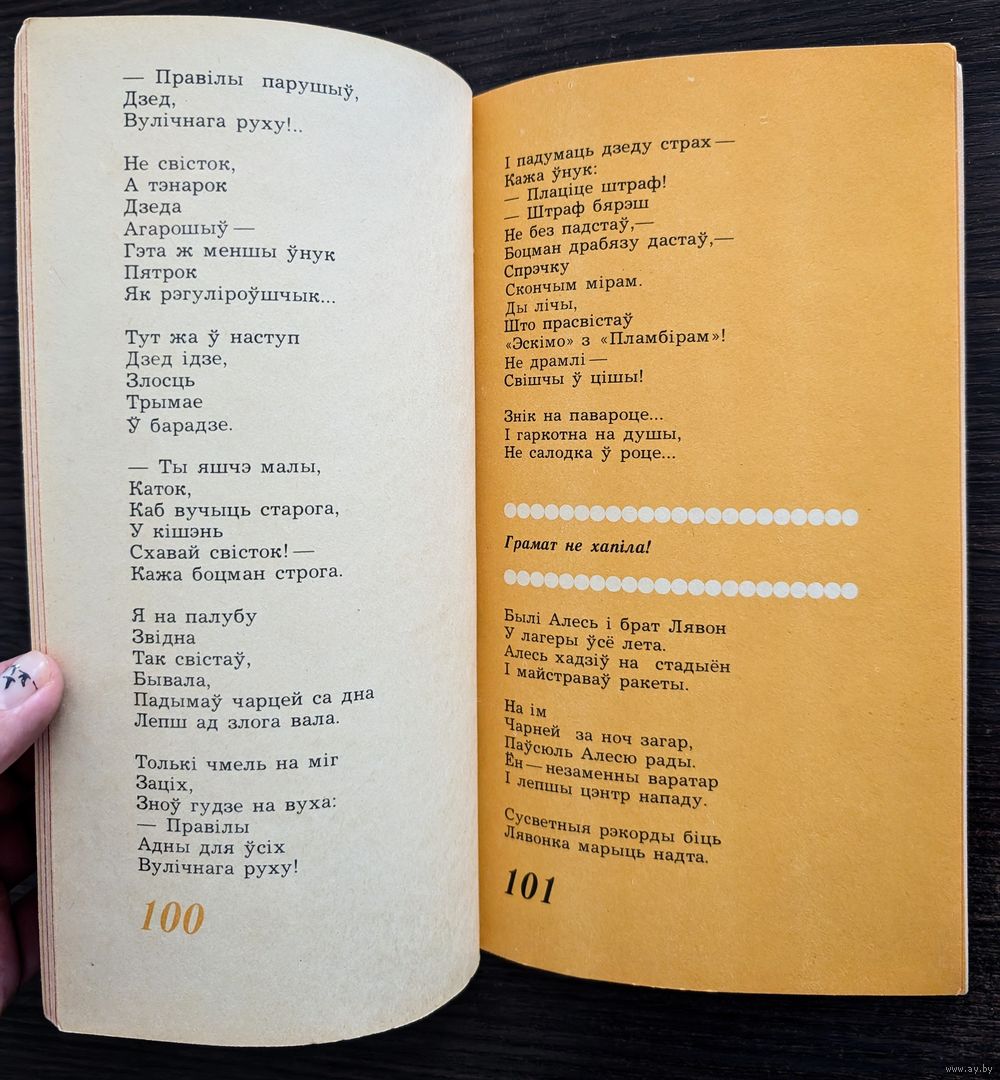 — Правілы парушыў,
Дзед,
Вулічнага руху!..
Не свісток,
А тэнарок
Дзеда
Агарошыў —
Гэта ж меншы ўнук
Пятрок
Як рэгуліроўшчык...
Тут жа ў наступ
Дзед ідзе,
Злосць
Трымае
Ў барадзе.
— Ты яшчэ малы,
Каток,
Каб вучыць старога,
У кішэнь
Схавай свісток! —
Кажа боцман строга.
Я на палубу
Звідна
Так свістаў,
Бывала,
Падымаў чарцей са дна
Лепш ад злога вала.
Толькі чмель на міг
Заціх,
Зноў гудзе на вуха:
— Правілы
Адны для ўсіх
Вулічнага руху!
100
І падумаць дзеду страх —
Кажа ўнук:
— Плаціце штраф!
— Штраф бярэш
Не без падстаў,—
Боцман драбязу дастаў,—
Спрэчку
Скончым мірам.
Ды лічы,
Што прасвістаў
«Эскімо» з «Пламбірам»!
Не драмлі —
Свішчы ў цішы!
Знік на павароце...
І гаркотна на душы,
Не салодка ў роце...
Грамат не хапіла!
Былі Алесь і брат Лявон
У лагеры ўсё лета.
Алесь хадзіў на стадыён
І майстраваў ракеты.
На ім
Чарней за ноч загар,
Паўсюль Алесю рады.
Ён — незаменны варатар
І лепшы цэнтр нападу.
Сусветныя рэкорды біць
Лявонка марыць надта.
101
www.ay.by